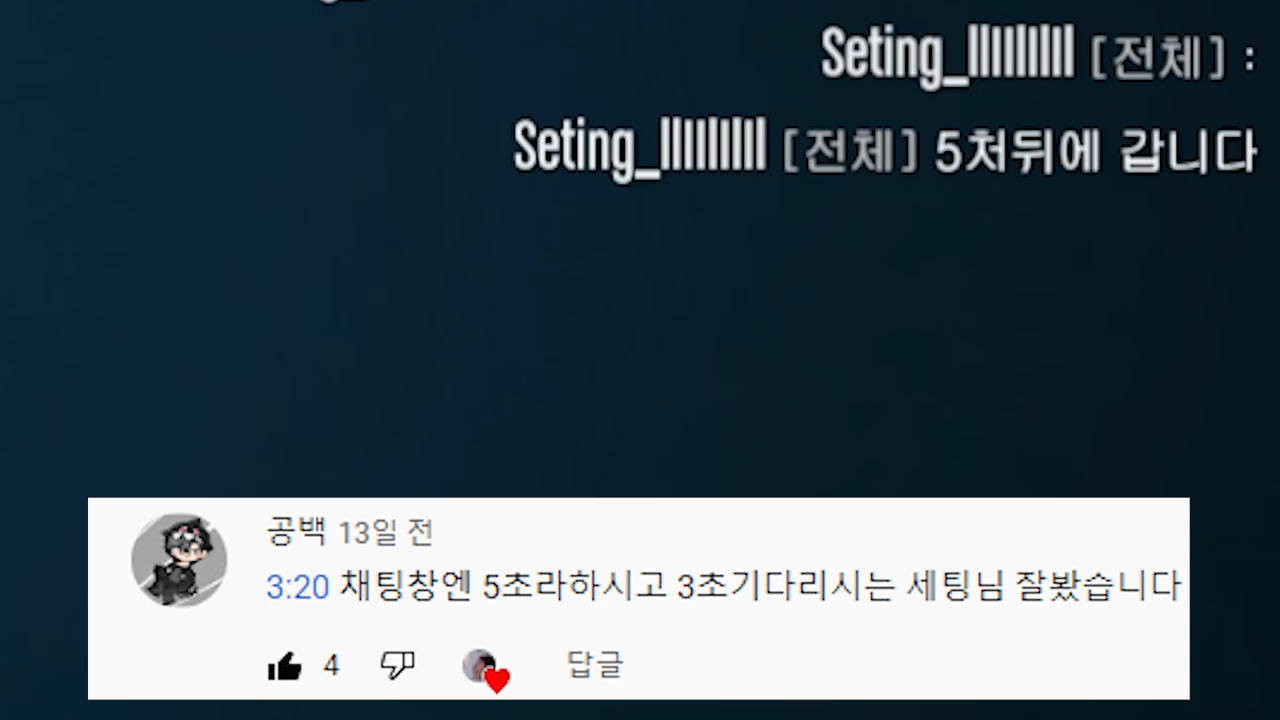 Seting_lllllllll [전체] :
Seting_lllllllll [전체] 5처뒤에 갑니다
공백 13일 전
3:20 채팅창엔 5초라하시고 3초기다리시는 세팅님 잘봤습니다
4 답글